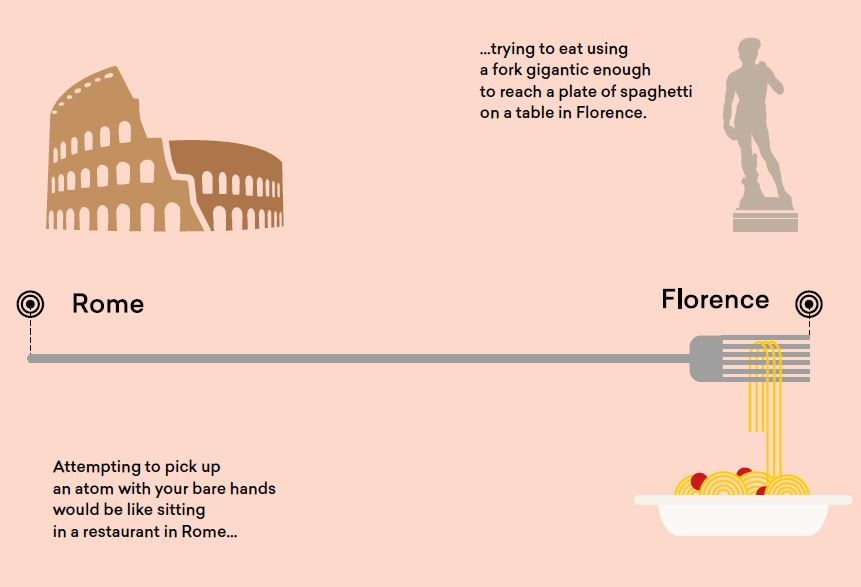 Rome
Florence
Attempting to pick up
an atom with your bare hands
would be like sitting
in a restaurant in Rome...
...trying to eat using
a fork gigantic enough
to reach a plate of spaghetti
on a table in Florence.